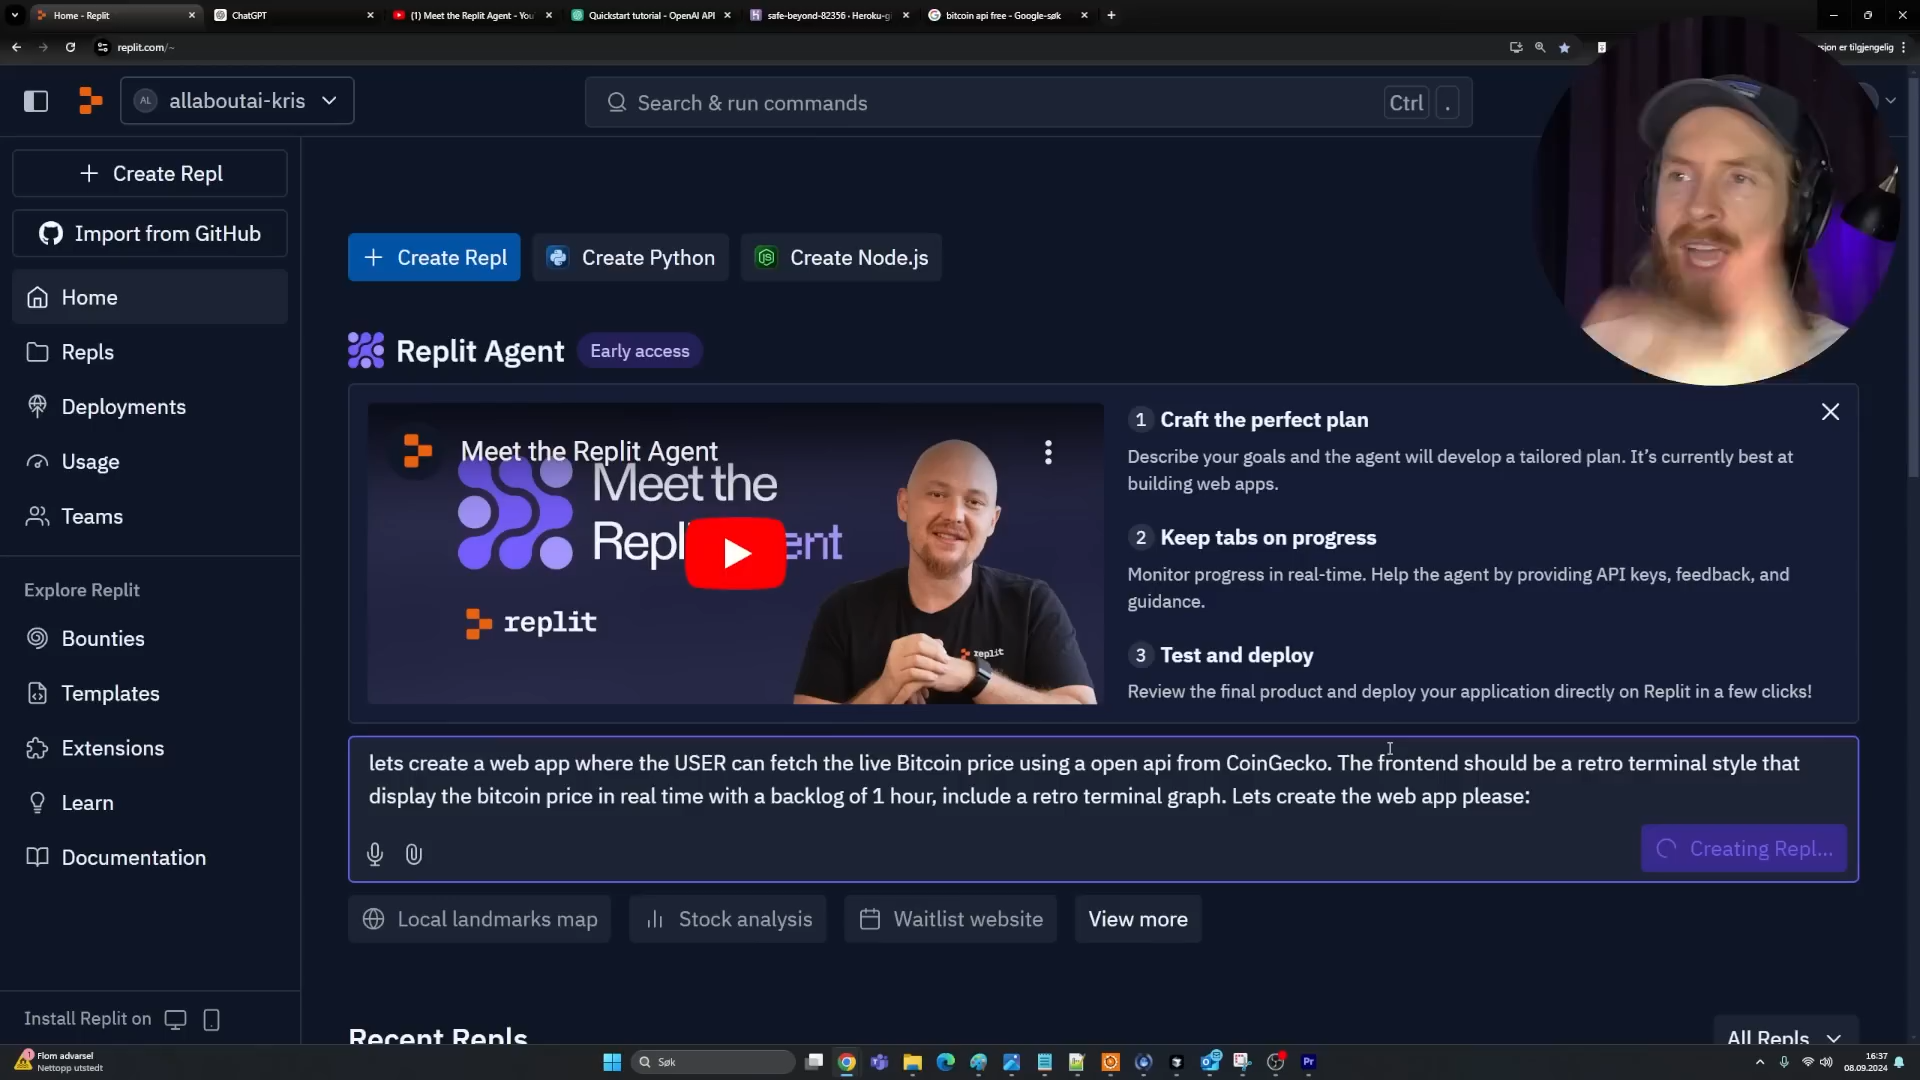 Home - Replit
ChatGPT
(1) Meet the Replit Agent - You
Quickstart tutorial - OpenAI API
safe-beyond-82356 · Heroku-gi
bitcoin api free - Google-søk
replit.com/~
sjon er tilgjengelig
AL allaboutai-kris
Search & run commands
Ctrl .
Create Repl
Import from GitHub
Home
Repls
Deployments
Usage
Teams
Explore Replit
Bounties
Templates
Extensions
Learn
Documentation
Install Replit on
Create Repl
Create Python
Create Node.js
Replit Agent Early access
Meet the Replit Agent
Meet the
Repl ent
replit
replit
1 Craft the perfect plan
Describe your goals and the agent will develop a tailored plan. It’s currently best at
building web apps.
2 Keep tabs on progress
Monitor progress in real-time. Help the agent by providing API keys, feedback, and
guidance.
3 Test and deploy
Review the final product and deploy your application directly on Replit in a few clicks!
lets create a web app where the USER can fetch the live Bitcoin price using a open api from CoinGecko. The frontend should be a retro terminal style that
display the bitcoin price in real time with a backlog of 1 hour, include a retro terminal graph. Lets create the web app please:
Creating Repl...
Local landmarks map
Stock analysis
Waitlist website
View more
Recent Repls
All Repls
Flom advarsel
Nettopp utstedt
Søk
Pr
16:37
08.09.2024